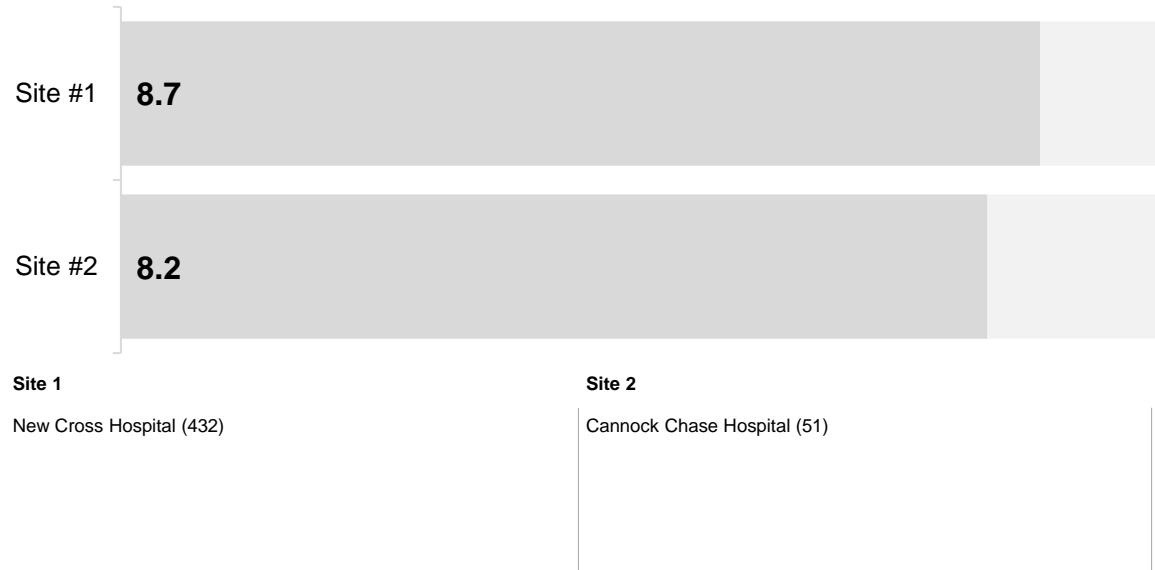 Site #1
8.7
Site #2
8.2
Site 1
Site 2
New Cross Hospital (432)
Cannock Chase Hospital (51)